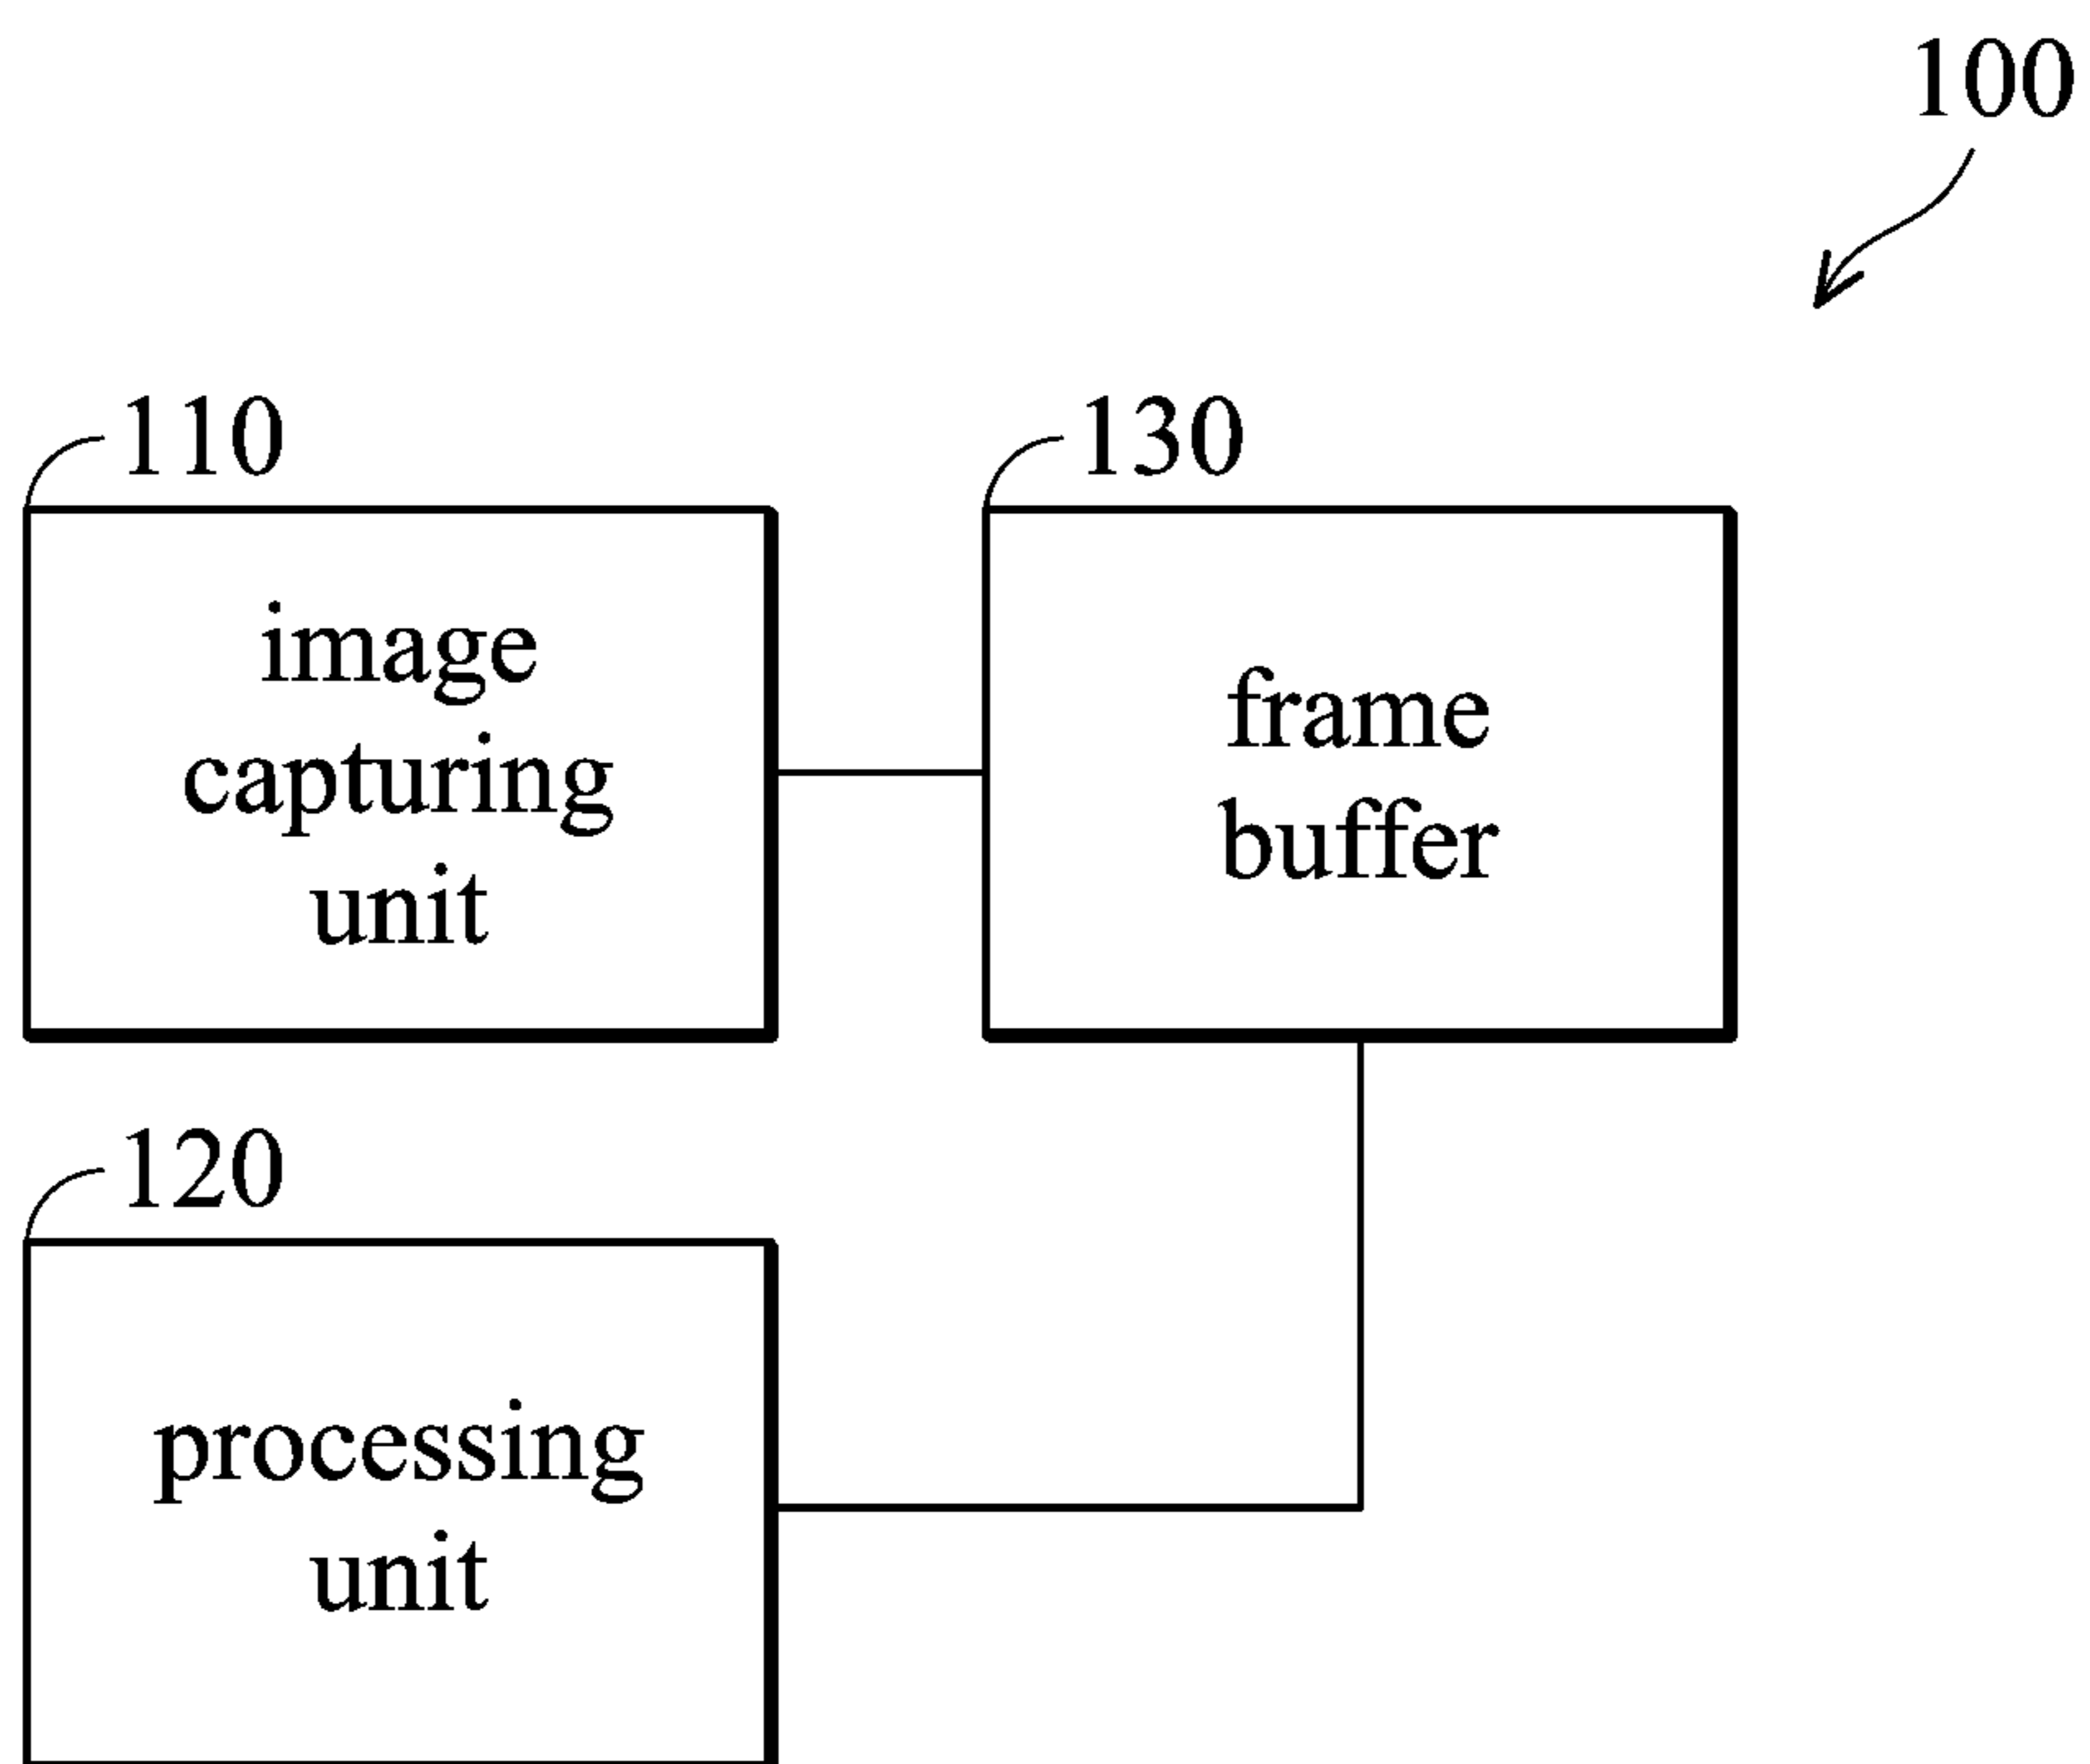 100
110
130
image
capturing
unit
frame
buffer
120
processing
unit